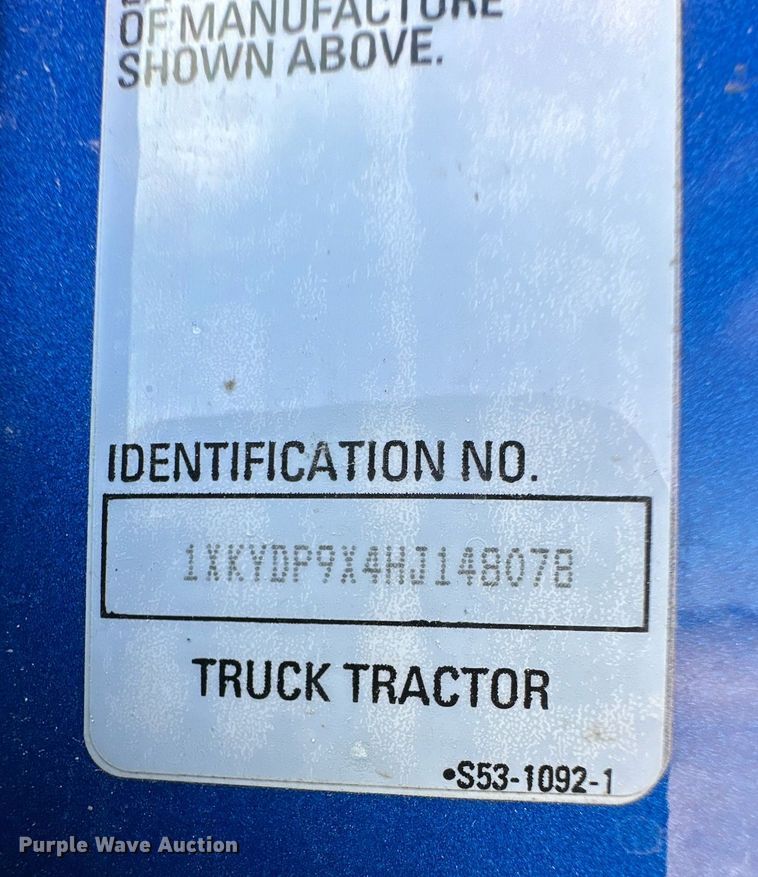 OF MANUFACTURE
SHOWN ABOVE.
IDENTIFICATION NO.
1XKYDP9X4HJ148078
TRUCK TRACTOR
•S53-1092-1
Purple Wave Auction